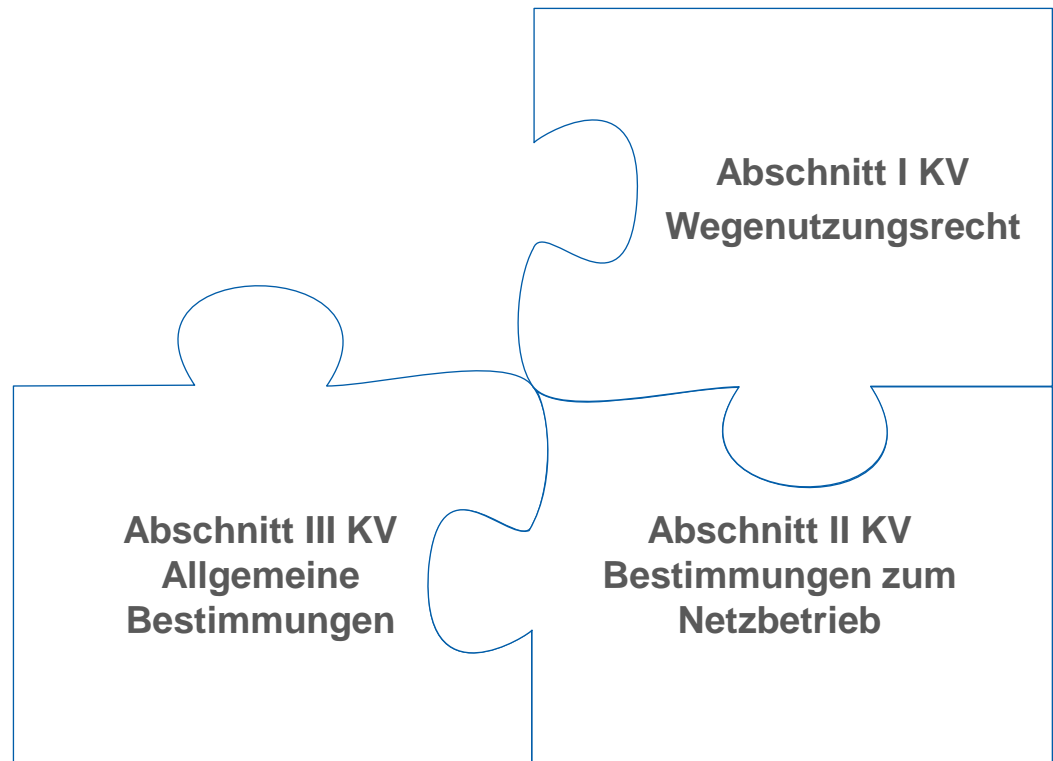 Abschnitt I KV
Wegenutzungsrecht
Abschnitt III KV
Allgemeine
Bestimmungen
Abschnitt II KV
Bestimmungen zum
Netzbetrieb